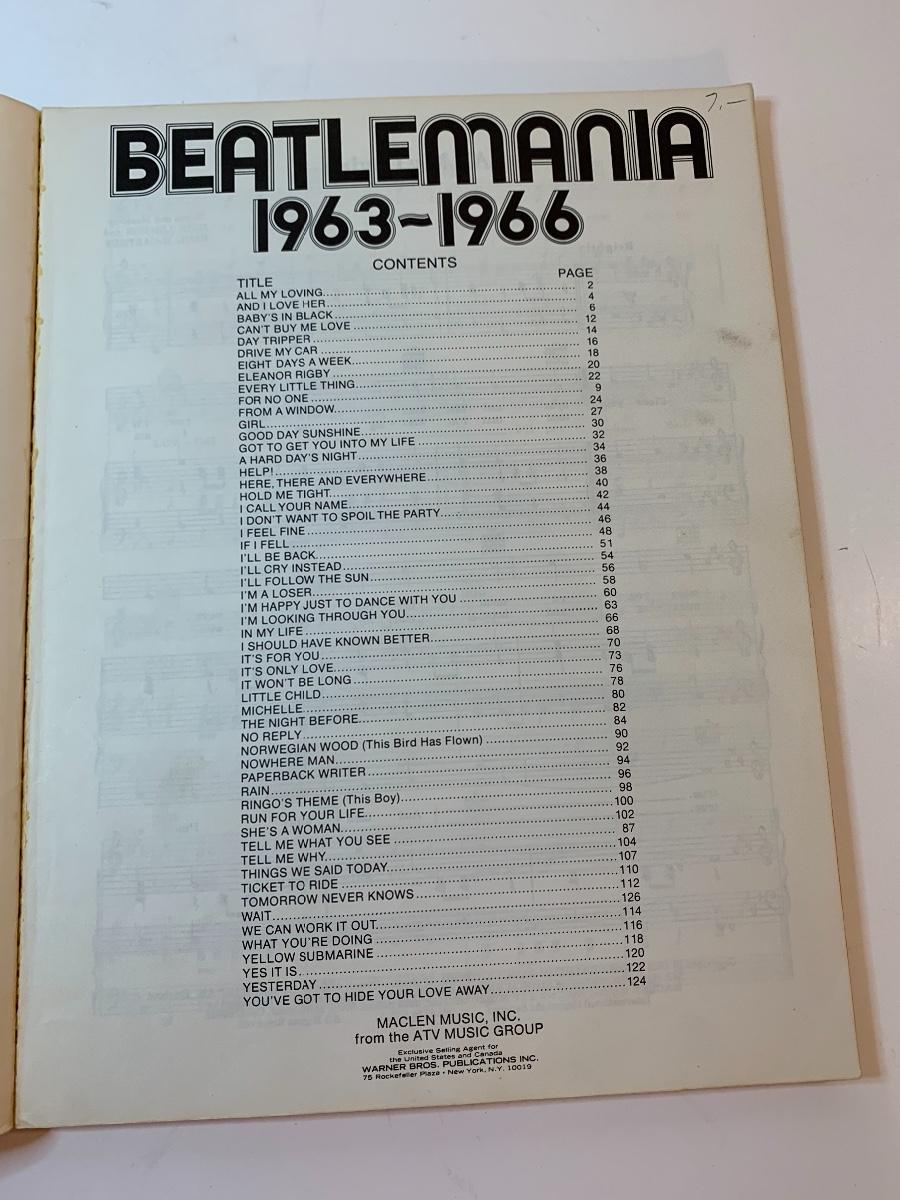 7,—
BEATLEMANIA
1963~1966
CONTENTS
TITLE PAGE
ALL MY LOVING 2
AND I LOVE HER 4
BABY'S IN BLACK 6
CAN'T BUY ME LOVE 12
DAY TRIPPER 14
DRIVE MY CAR 16
EIGHT DAYS A WEEK 18
ELEANOR RIGBY 20
EVERY LITTLE THING 22
FOR NO ONE 9
FROM A WINDOW 24
GIRL 27
GOOD DAY SUNSHINE 30
GOT TO GET YOU INTO MY LIFE 32
A HARD DAY'S NIGHT 34
HELP! 36
HERE, THERE AND EVERYWHERE 38
HOLD ME TIGHT 40
I CALL YOUR NAME 42
I DON'T WANT TO SPOIL THE PARTY 44
I FEEL FINE 46
IF I FELL 48
I'LL BE BACK 51
I'LL CRY INSTEAD 54
I'LL FOLLOW THE SUN 56
I'M A LOSER 58
I'M HAPPY JUST TO DANCE WITH YOU 60
I'M LOOKING THROUGH YOU 63
IN MY LIFE 66
I SHOULD HAVE KNOWN BETTER 68
IT'S FOR YOU 70
IT'S ONLY LOVE 73
IT WON'T BE LONG 76
LITTLE CHILD 78
MICHELLE 80
THE NIGHT BEFORE 82
NO REPLY 84
NORWEGIAN WOOD (This Bird Has Flown) 90
NOWHERE MAN 92
PAPERBACK WRITER 94
RAIN 96
RINGO'S THEME (This Boy) 98
RUN FOR YOUR LIFE 100
SHE'S A WOMAN 102
TELL ME WHAT YOU SEE 87
TELL ME WHY 104
THINGS WE SAID TODAY 107
TICKET TO RIDE 110
TOMORROW NEVER KNOWS 112
WAIT 126
WE CAN WORK IT OUT 114
WHAT YOU'RE DOING 116
YELLOW SUBMARINE 118
YES IT IS 120
YESTERDAY 122
YOU'VE GOT TO HIDE YOUR LOVE AWAY 124
MACLEN MUSIC, INC.
from the ATV MUSIC GROUP
Exclusive Selling Agent for
the United States and Canada
WARNER BROS. PUBLICATIONS INC.
75 Rockefeller Plaza • New York, N.Y. 10019